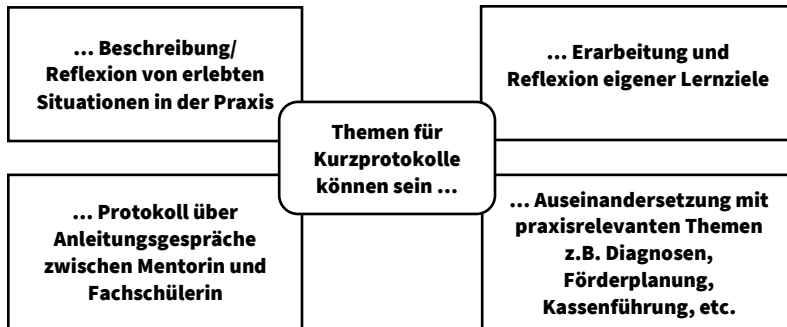 ... Beschreibung/
Reflexion von erlebten
Situationen in der Praxis
... Erarbeitung und
Reflexion eigener Lernziele
Themen für
Kurzprotokolle
können sein ...
... Protokoll über
Anleitungsgespräche
zwischen Mentorin und
Fachschülerin
... Auseinandersetzung mit
praxisrelevanten Themen
z.B. Diagnosen,
Förderplanung,
Kassenführung, etc.